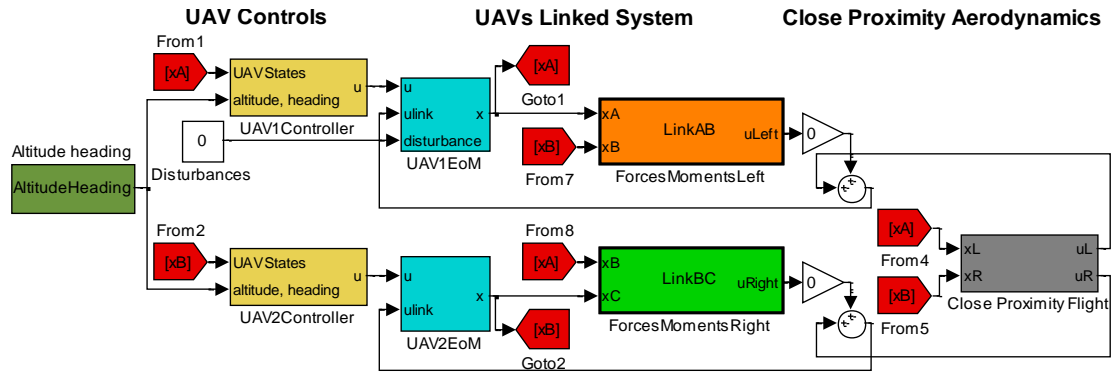 UAV Controls
UAVs Linked System
Close Proximity Aerodynamics
From1
[xA]
UAVStates
altitude, heading
u
UAV1Controller
0
Disturbances
Altitude heading
AltitudeHeading
u
ulink
disturbance
x
UAV1EoM
[xA]
Goto1
[xB]
From7
xA
xB
LinkAB
uLeft
ForcesMomentsLeft
0
++
From2
[xB]
UAVStates
altitude, heading
u
UAV2Controller
u
ulink
x
UAV2EoM
From8
[xA]
[xB]
Goto2
xB
xC
LinkBC
uRight
ForcesMomentsRight
0
++
[xA]
From4
[xB]
From5
xL
xR
uL
uR
Close Proximity Flight